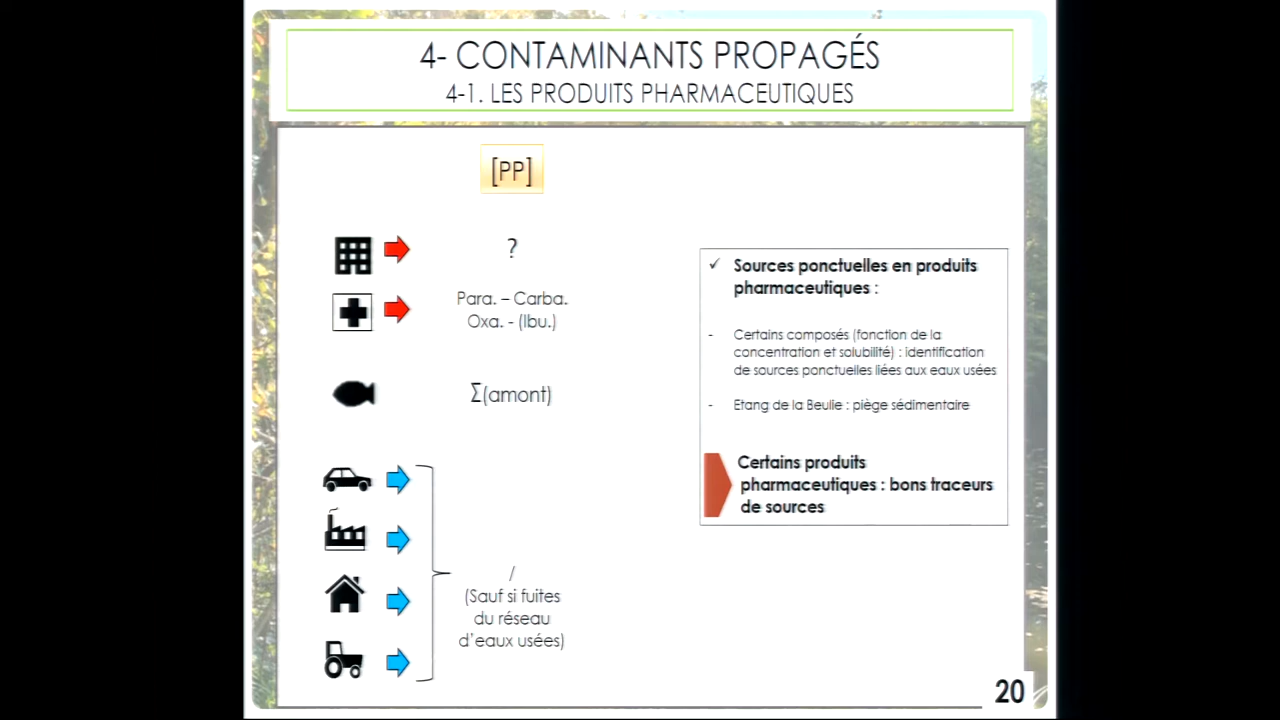 4- CONTAMINANTS PROPAGÉS
4-1. LES PRODUITS PHARMACEUTIQUES
[PP]
?
Para. – Carba.
Oxa. - (Ibu.)
Σ(amont)
/
(Sauf si fuites
du réseau
d'eaux usées)
✓ Sources ponctuelles en produits
pharmaceutiques :
- Certains composés (fonction de la
concentration et solubilité) : identification
de sources ponctuelles liées aux eaux usées
- Etang de la Beulie : piège sédimentaire
Certains produits
pharmaceutiques : bons traceurs
de sources
20